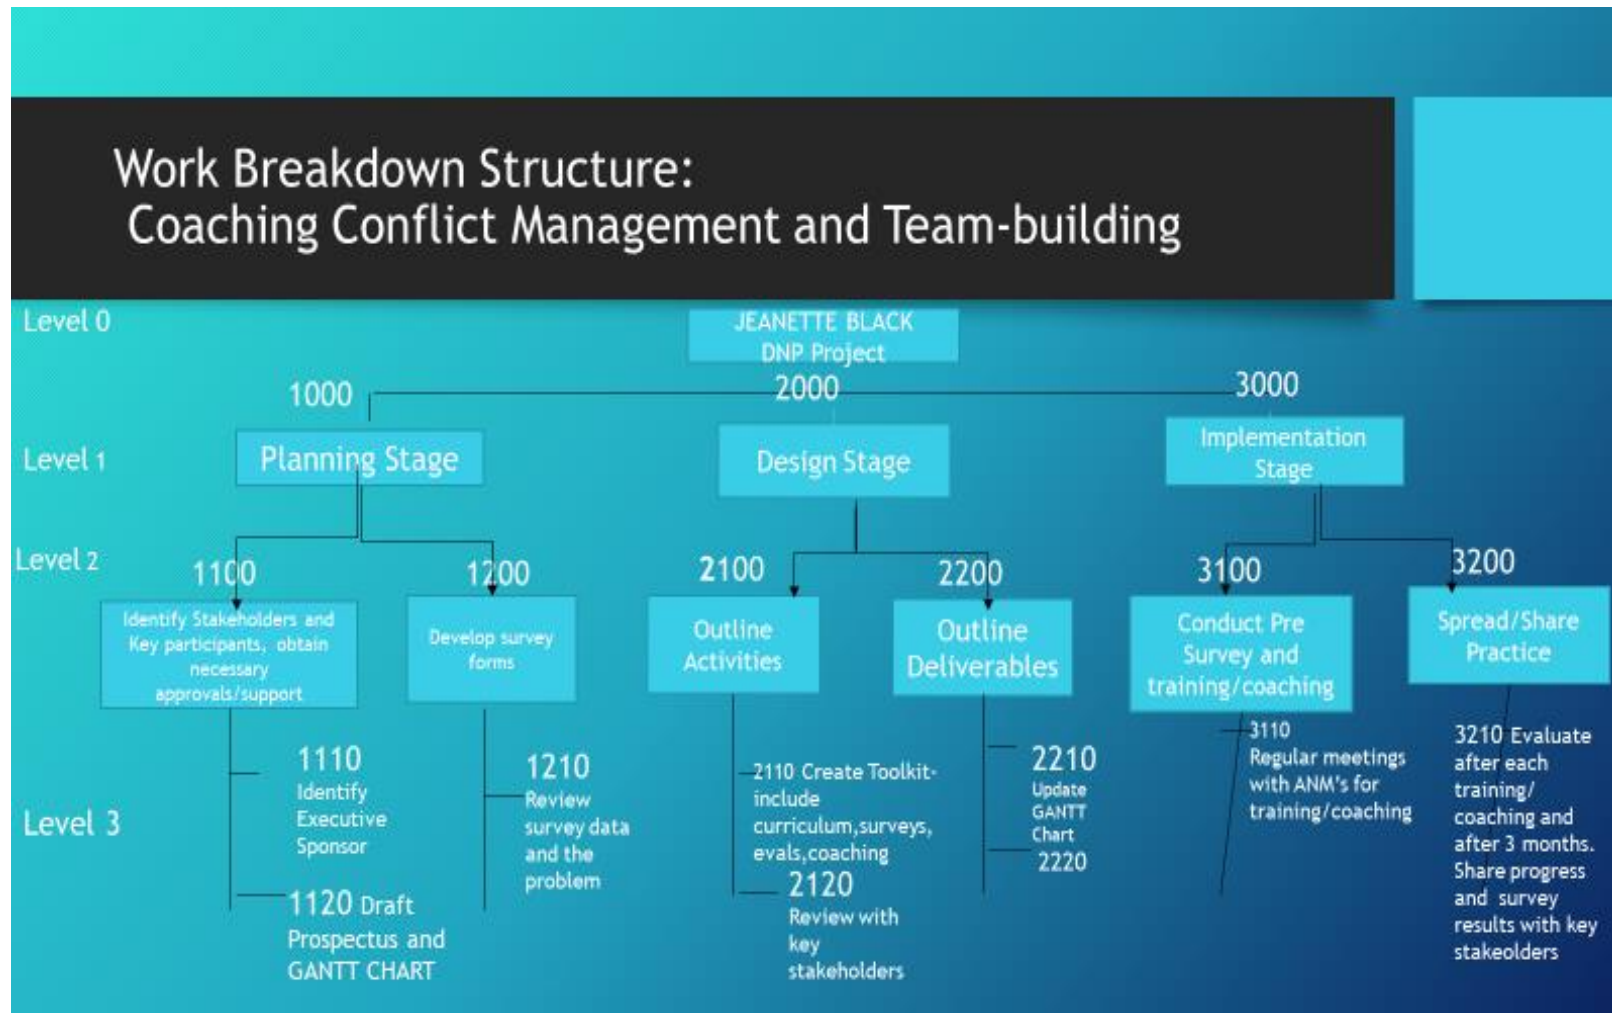 Work Breakdown Structure:
Coaching Conflict Management and Team-building
Level 0
JEANETTE BLACK
DNP Project
1000
2000
3000
Level 1
Planning Stage
Design Stage
Implementation
Stage
Level 2
1100
Identify Stakeholders and
Key participants, obtain
necessary
approvals/support
1200
Develop survey
forms
2100
Outline
Activities
2200
Outline
Deliverables
3100
Conduct Pre
Survey and
training/coaching
3200
Spread/Share
Practice
Level 3
1110
Identify
Executive
Sponsor
1120 Draft
Prospectus and
GANTT CHART
1210
Review
survey data
and the
problem
2110 Create Toolkit-
include
curriculum,surveys,
evals,coaching
2120
Review with
key
stakeholders
2210
Update
GANTT
Chart
2220
3110
Regular meetings
with ANM's for
training/coaching
3210 Evaluate
after each
training/
coaching and
after 3 months.
Share progress
and survey
results with key
stakeolders